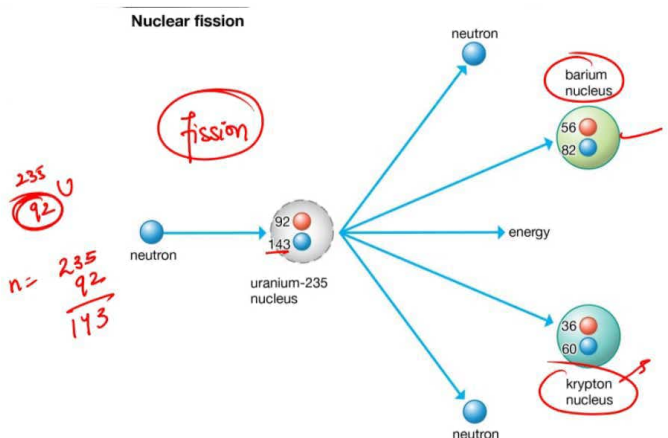 Nuclear fission
neutron
barium
nucleus
fission
56
82
235
92 U
92
143
energy
neutron
n= 235
92
143
uranium-235
nucleus
36
60
krypton
nucleus
neutron